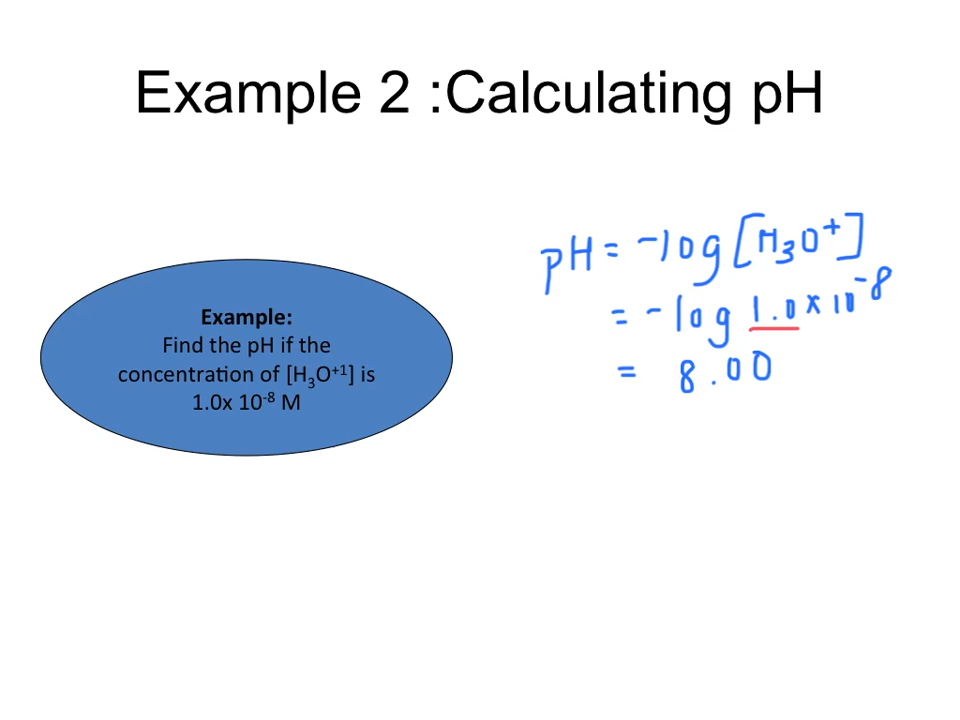 Example 2 :Calculating pH
Example:
Find the pH if the
concentration of [H₃O⁺¹] is
1.0x 10⁻⁸ M
pH = -log [H₃O⁺]
= -log 1.0 x 10⁻⁸
= 8.00